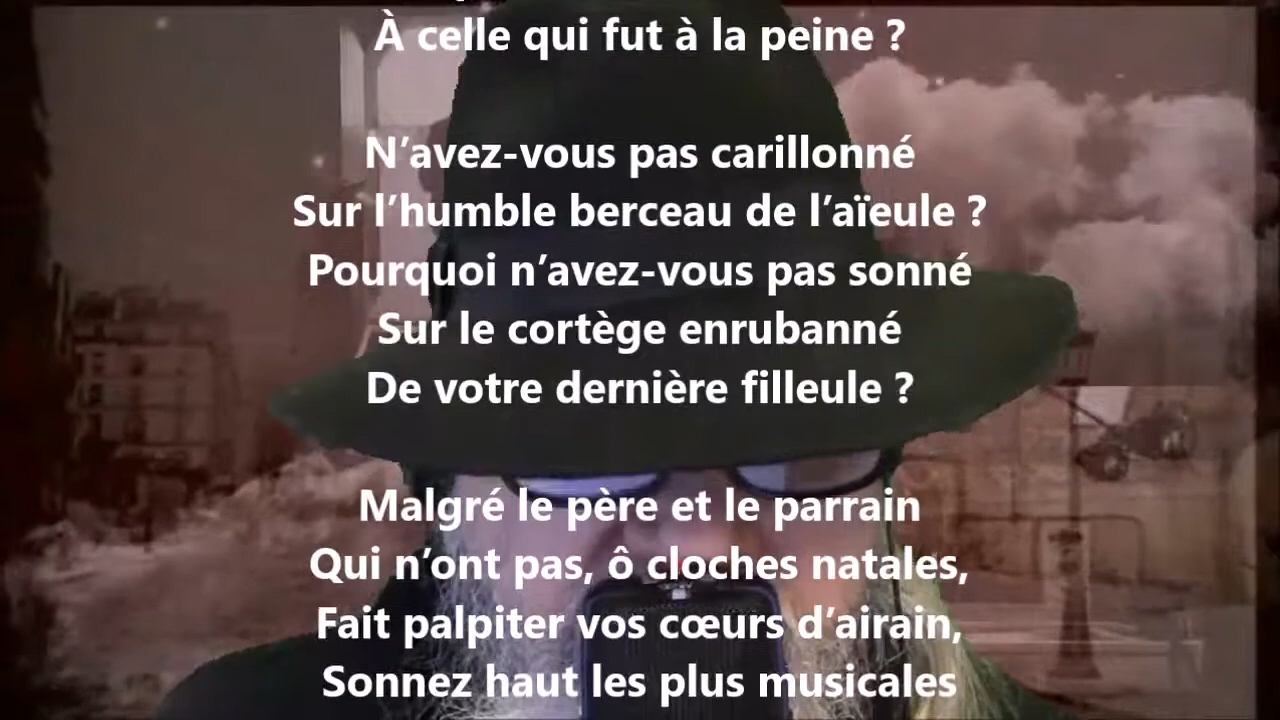 À celle qui fut à la peine ?
N’avez-vous pas carillonné
Sur l’humble berceau de l’aïeule ?
Pourquoi n’avez-vous pas sonné
Sur le cortège enrubanné
De votre dernière filleule ?
Malgré le père et le parrain
Qui n’ont pas, ô cloches natales,
Fait palpiter vos cœurs d’airain,
Sonnez haut les plus musicales